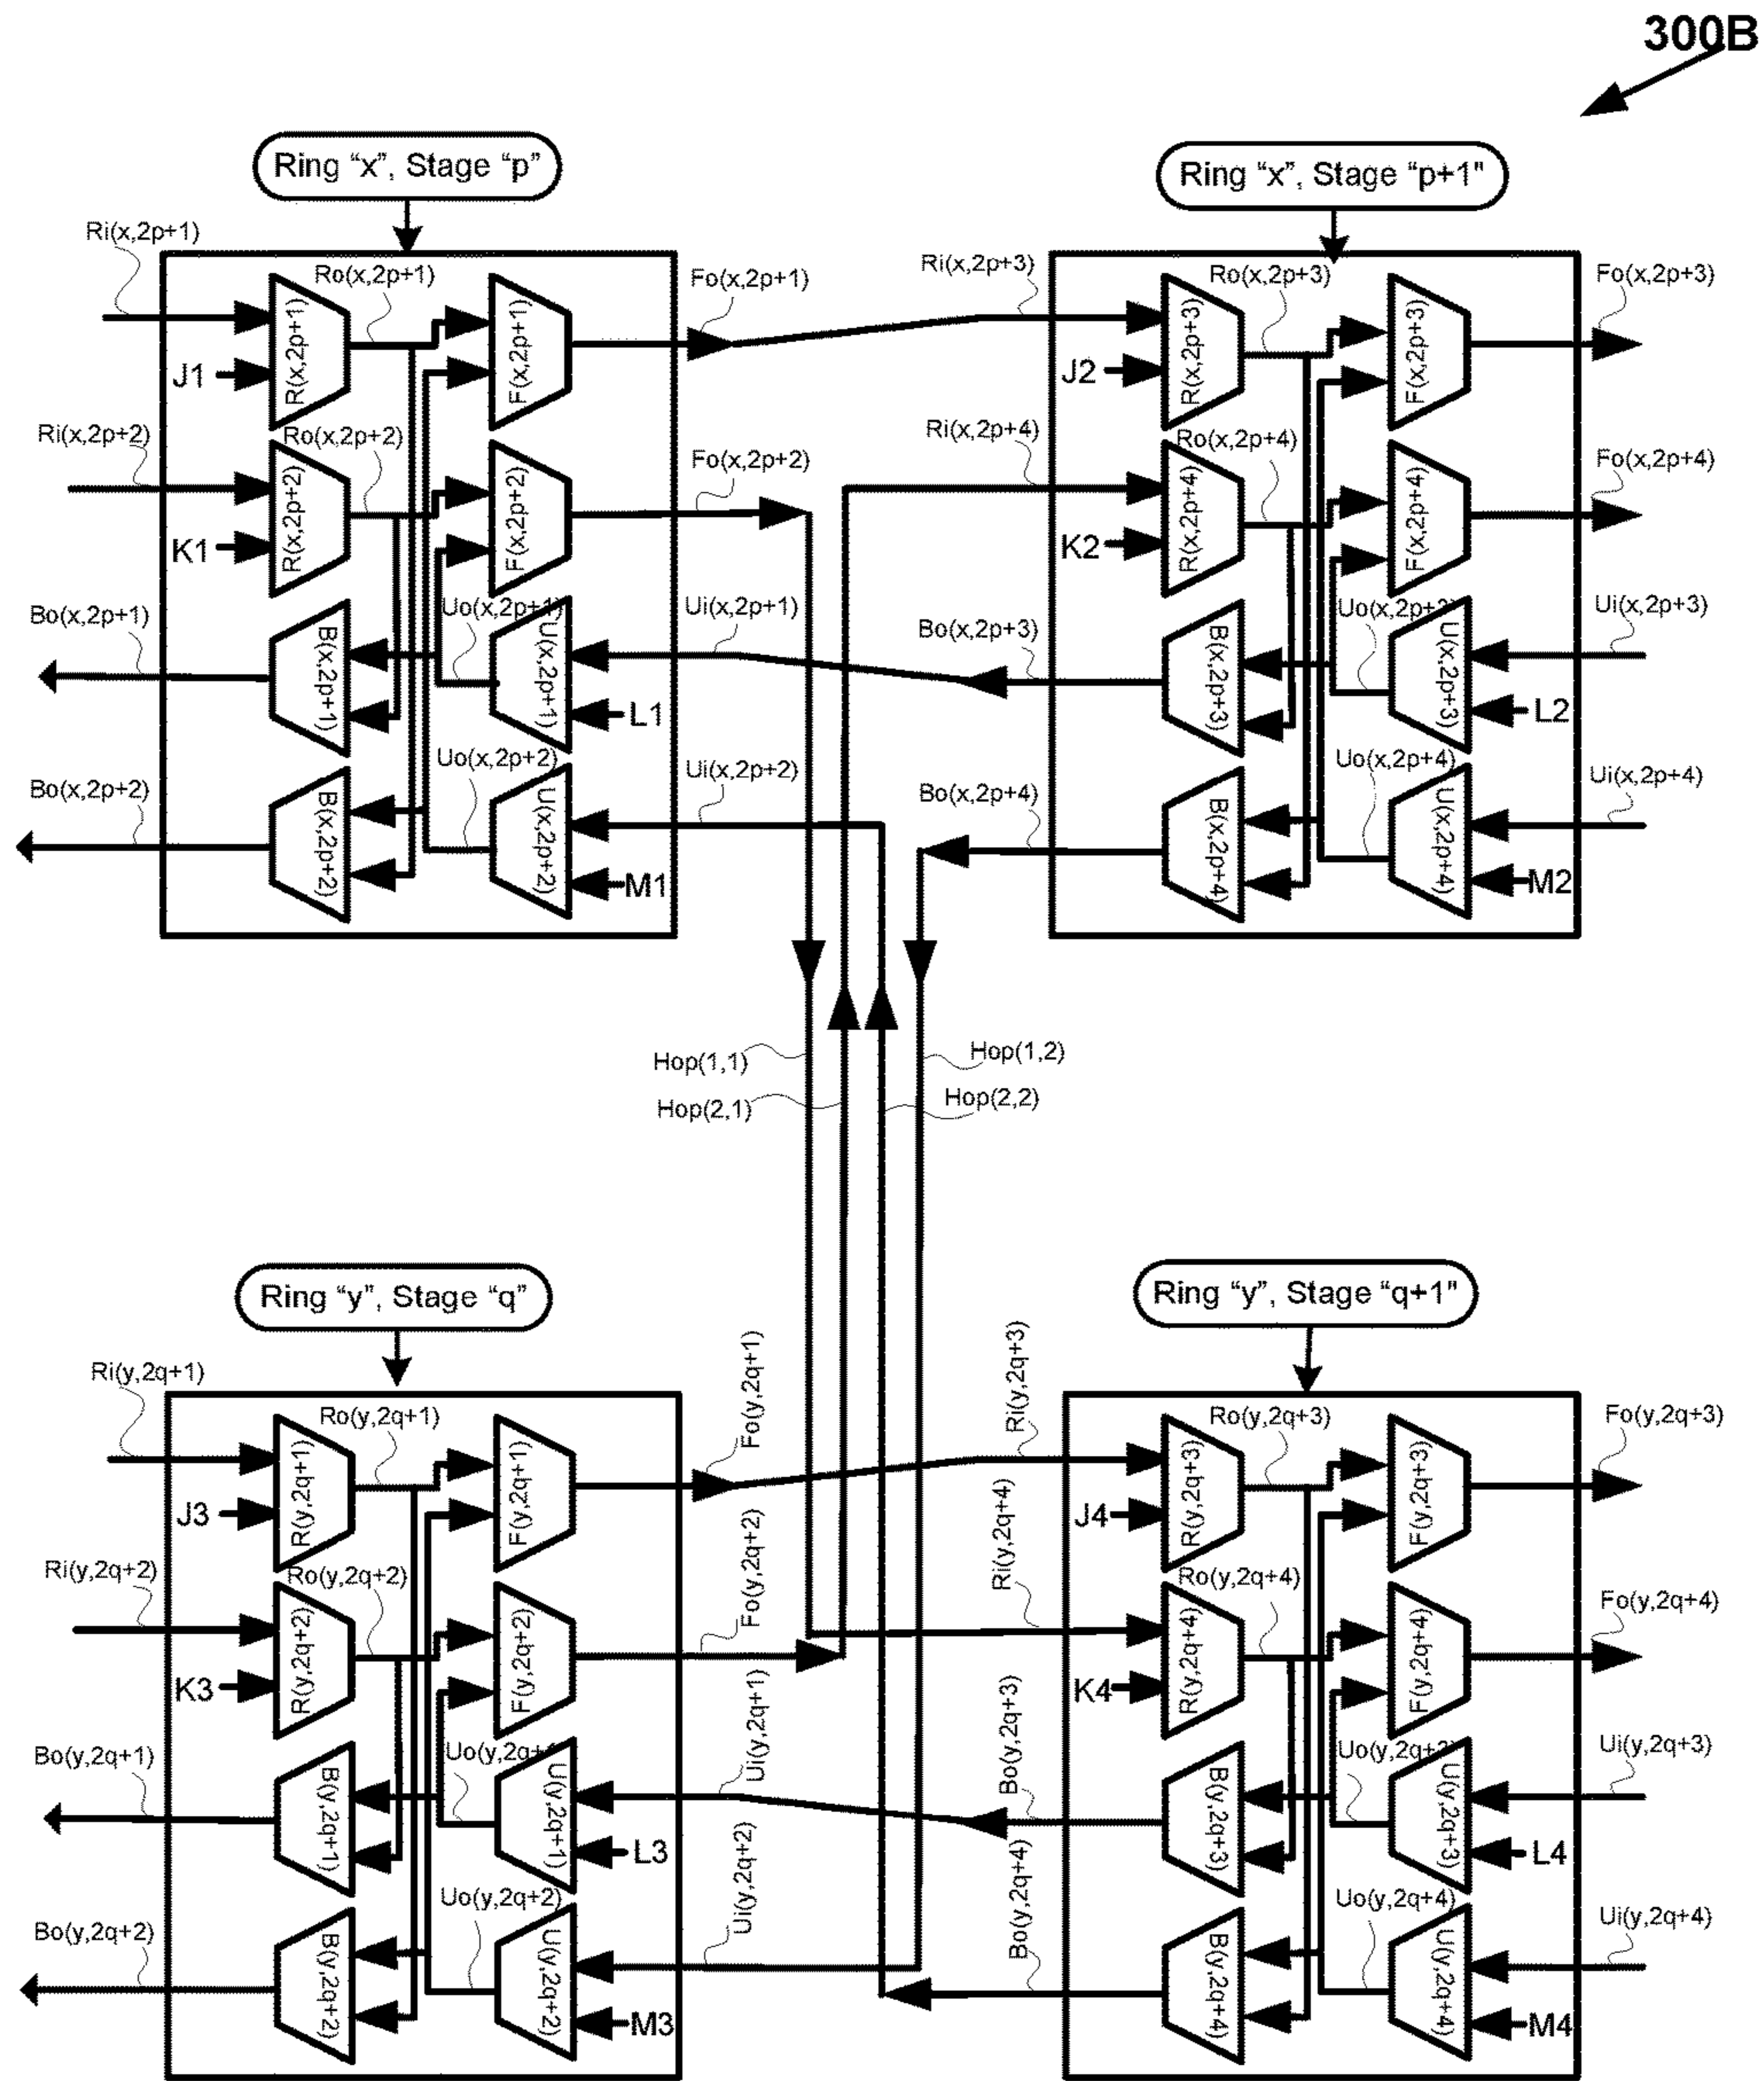 300B
Ring “x”, Stage “p”
Ring “x”, Stage “p+1"
Ri(x,2p+1)
Ro(x,2p+1)
Fo(x,2p+1)
Ri(x,2p+3)
Ro(x,2p+3)
Fo(x,2p+3)
R(x,2p+1)
F(x,2p+1)
R(x,2p+3)
F(x,2p+3)
J1
J2
Ri(x,2p+2)
Ro(x,2p+2)
Fo(x,2p+2)
Ri(x,2p+4)
Ro(x,2p+4)
Fo(x,2p+4)
R(x,2p+2)
F(x,2p+2)
R(x,2p+4)
F(x,2p+4)
K1
K2
Bo(x,2p+1)
Uo(x,2p+1)
Ui(x,2p+1)
Bo(x,2p+3)
Ui(x,2p+3)
B(x,2p+1)
U(x,2p+1)
B(x,2p+3)
U(x,2p+3)
L1
L2
Bo(x,2p+2)
Uo(x,2p+2)
Ui(x,2p+2)
Bo(x,2p+4)
Uo(x,2p+4)
Ui(x,2p+4)
B(x,2p+2)
U(x,2p+2)
B(x,2p+4)
U(x,2p+4)
M1
M2
Hop(1,1)
Hop(1,2)
Hop(2,1)
Hop(2,2)
Ring “y”, Stage “q”
Ring “y”, Stage “q+1"
Ri(y,2q+1)
Ro(y,2q+1)
Fo(y,2q+1)
Ri(y,2q+3)
Ro(y,2q+3)
Fo(y,2q+3)
R(y,2q+1)
F(y,2q+1)
R(y,2q+3)
F(y,2q+3)
J3
J4
Ri(y,2q+2)
Ro(y,2q+2)
Fo(y,2q+2)
Ri(y,2q+4)
Ro(y,2q+4)
Fo(y,2q+4)
R(y,2q+2)
F(y,2q+2)
R(y,2q+4)
F(y,2q+4)
K3
K4
Bo(y,2q+1)
Ui(y,2q+1)
Bo(y,2q+3)
Ui(y,2q+3)
B(y,2q+1)
U(y,2q+1)
B(y,2q+3)
U(y,2q+3)
L3
L4
Bo(y,2q+2)
Uo(y,2q+2)
Ui(y,2q+2)
Bo(y,2q+4)
Uo(y,2q+4)
Ui(y,2q+4)
B(y,2q+2)
U(y,2q+2)
B(y,2q+4)
U(y,2q+4)
M3
M4